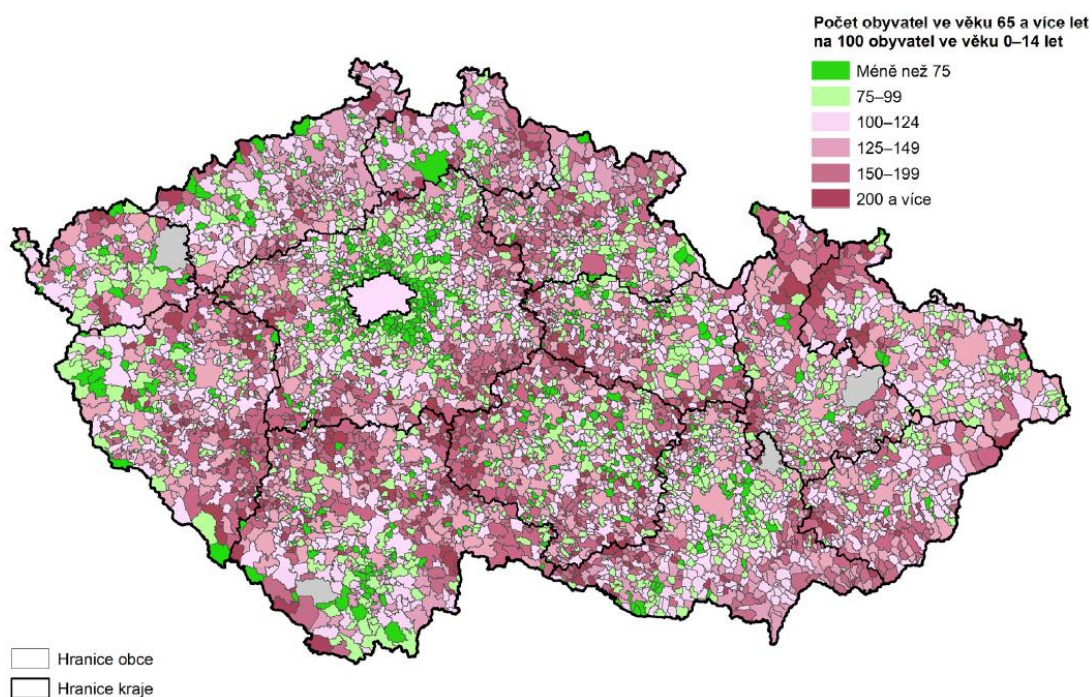 Počet obyvatel ve věku 65 a více let
na 100 obyvatel ve věku 0–14 let
Méně než 75
75–99
100–124
125–149
150–199
200 a více
Hranice obce
Hranice kraje